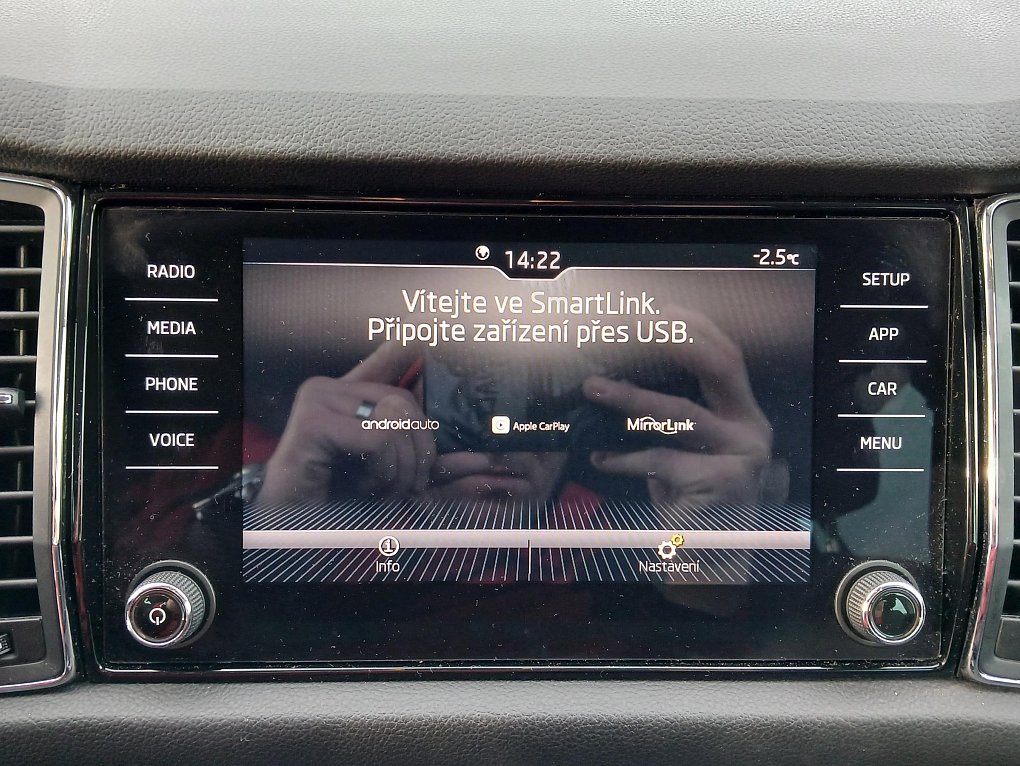 14:22
-2.5°C
Vítejte ve SmartLink.
Připojte zařízení přes USB.
androidauto
Apple CarPlay
MirrorLink
Info
Nastavení
RADIO
MEDIA
PHONE
VOICE
SETUP
APP
CAR
MENU